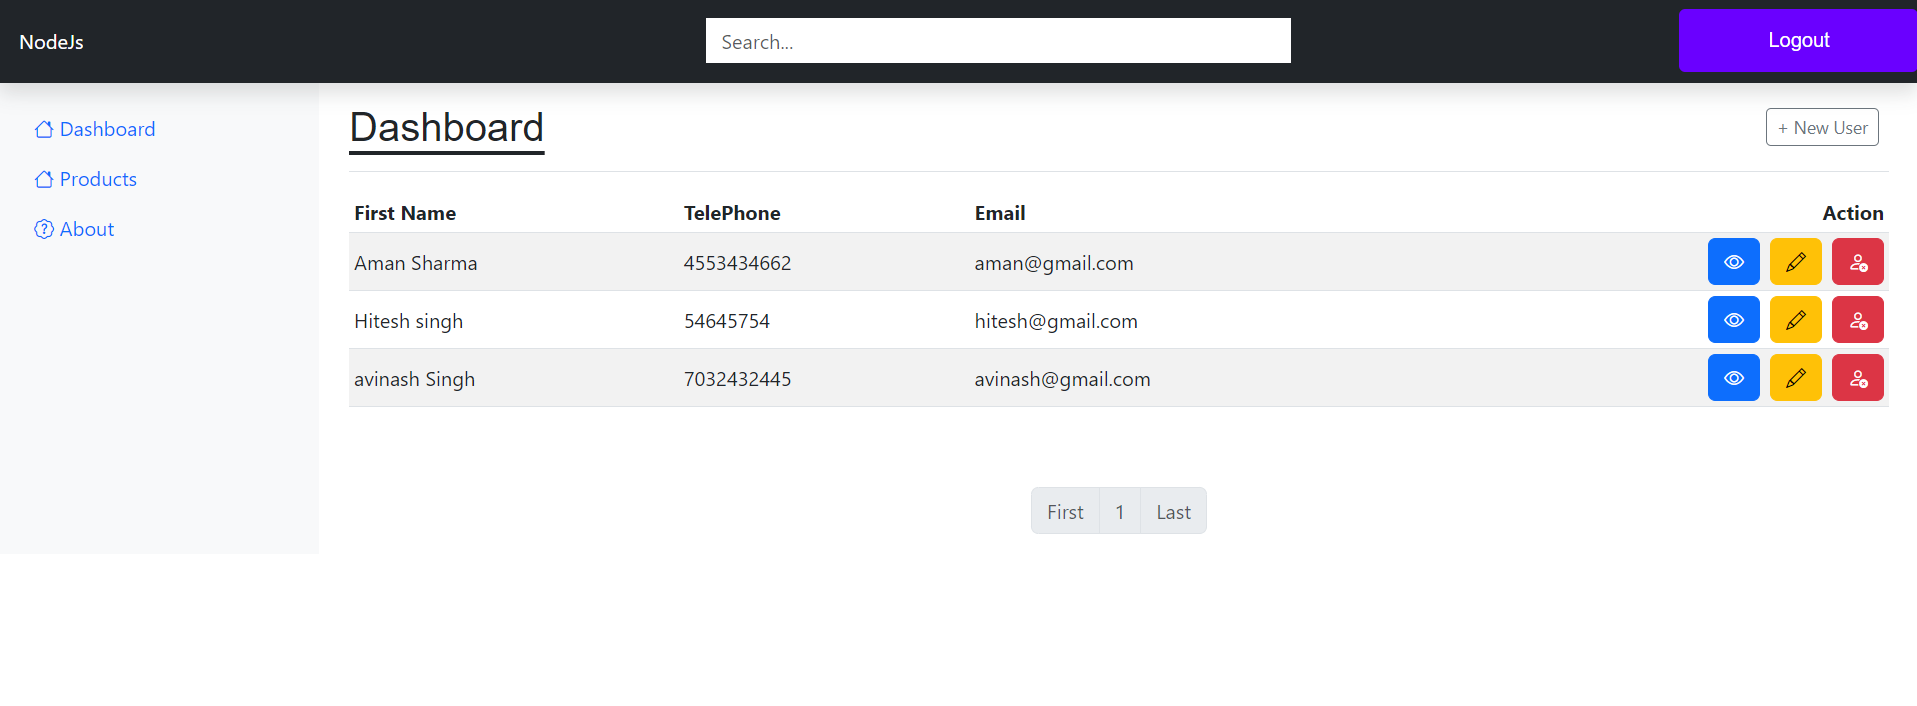 NodeJs
Search...
Logout
Dashboard
Products
About
Dashboard
+ New User
First Name TelePhone Email Action
Aman Sharma 4553434662 aman@gmail.com
Hitesh singh 54645754 hitesh@gmail.com
avinash Singh 7032432445 avinash@gmail.com
First 1 Last